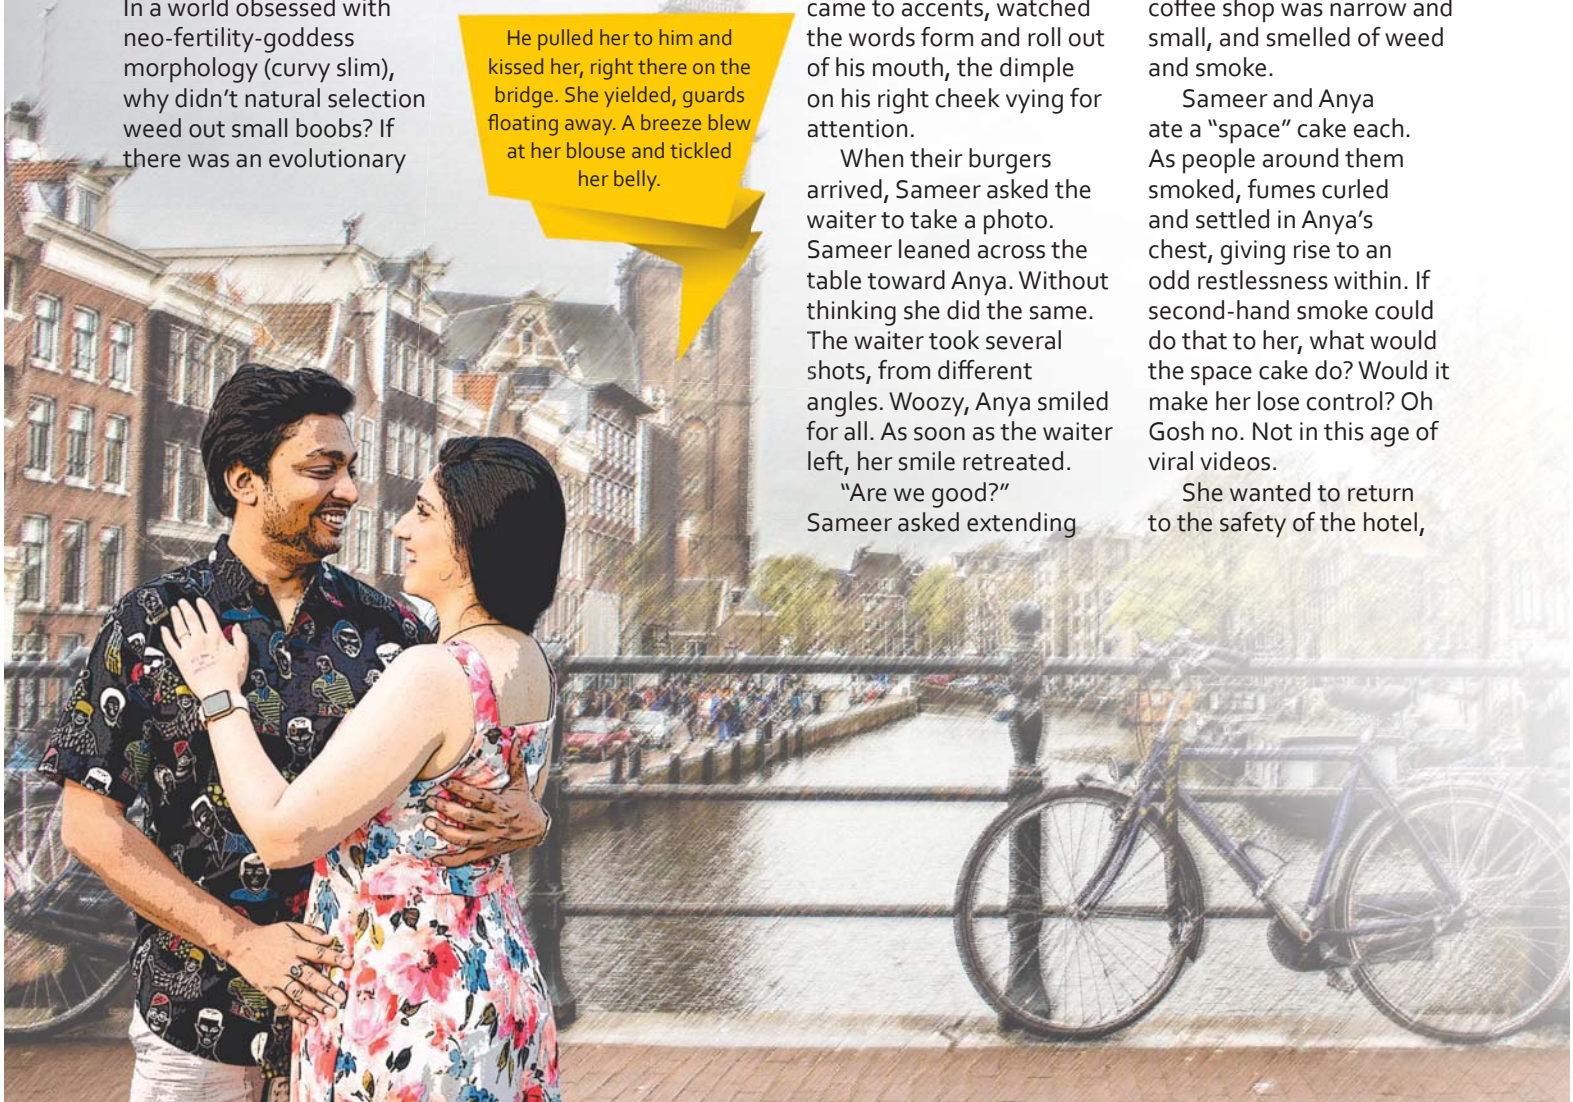 In a world obsessed with
neo-fertility-goddess
morphology (curvy slim),
why didn’t natural selection
weed out small boobs? If
there was an evolutionary
He pulled her to him and
kissed her, right there on the
bridge. She yielded, guards
floating away. A breeze blew
at her blouse and tickled
her belly.
came to accents, watched
the words form and roll out
of his mouth, the dimple
on his right cheek vying for
attention.
When their burgers
arrived, Sameer asked the
waiter to take a photo.
Sameer leaned across the
table toward Anya. Without
thinking she did the same.
The waiter took several
shots, from different
angles. Woozy, Anya smiled
for all. As soon as the waiter
left, her smile retreated.
“Are we good?”
Sameer asked extending
coffee shop was narrow and
small, and smelled of weed
and smoke.
Sameer and Anya
ate a “space” cake each.
As people around them
smoked, fumes curled
and settled in Anya’s
chest, giving rise to an
odd restlessness within. If
second-hand smoke could
do that to her, what would
the space cake do? Would it
make her lose control? Oh
Gosh no. Not in this age of
viral videos.
She wanted to return
to the safety of the hotel,